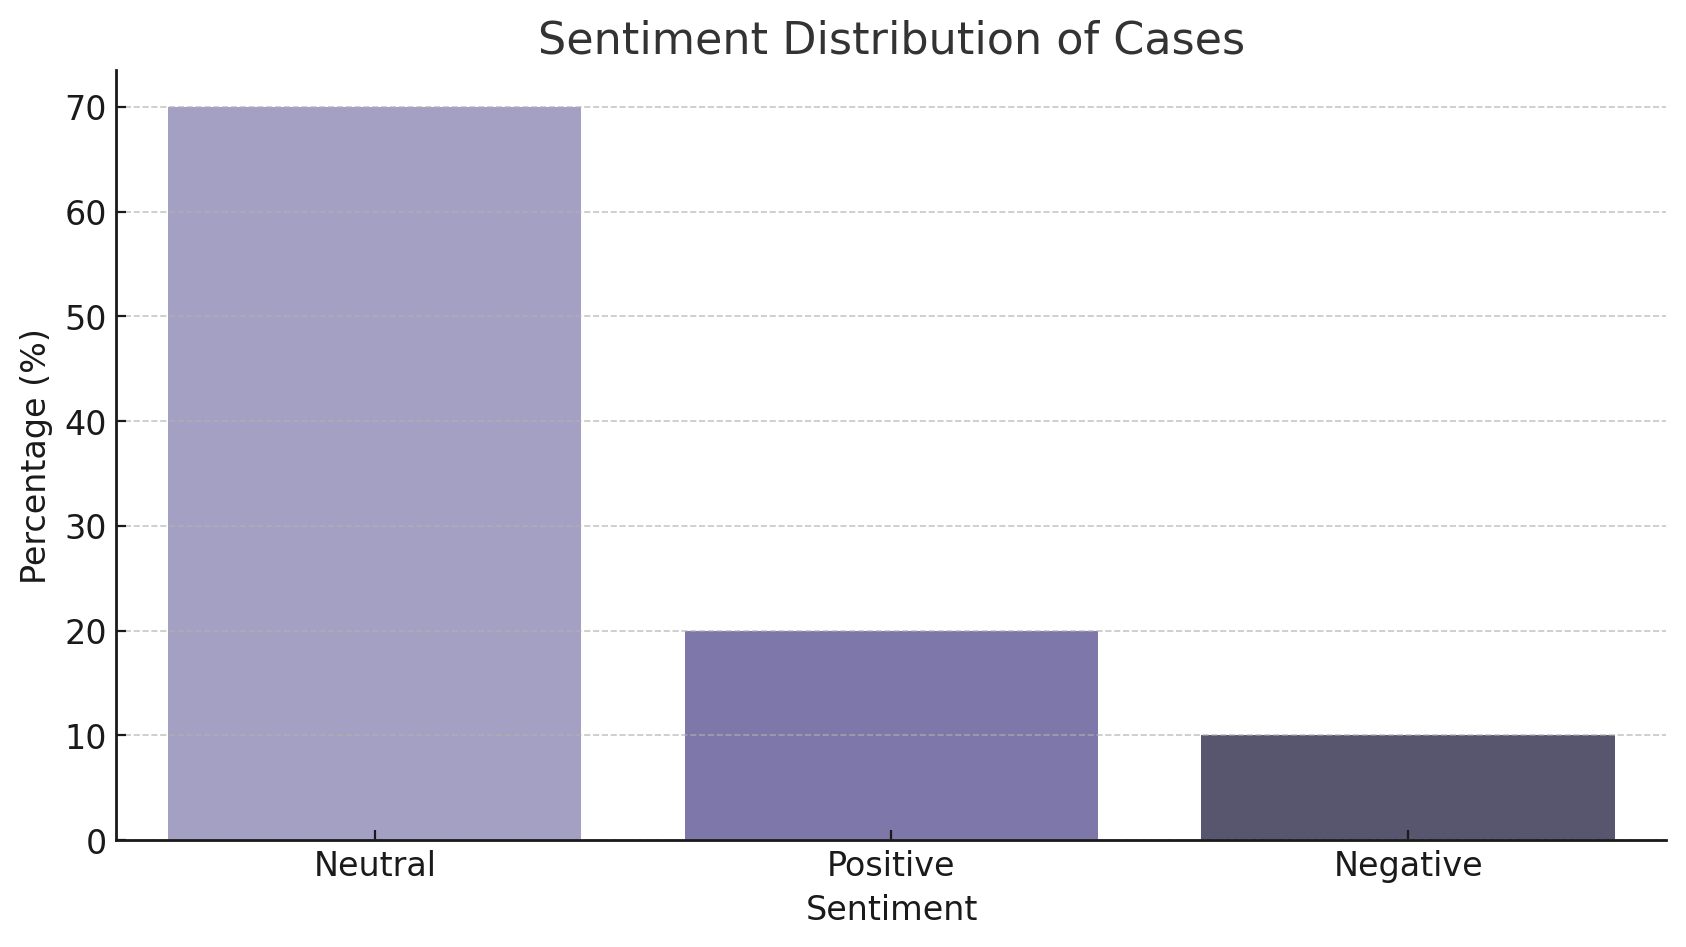 Sentiment Distribution of Cases
70
60
50
40
30
20
10
0
Percentage (%)
Neutral
Positive
Negative
Sentiment